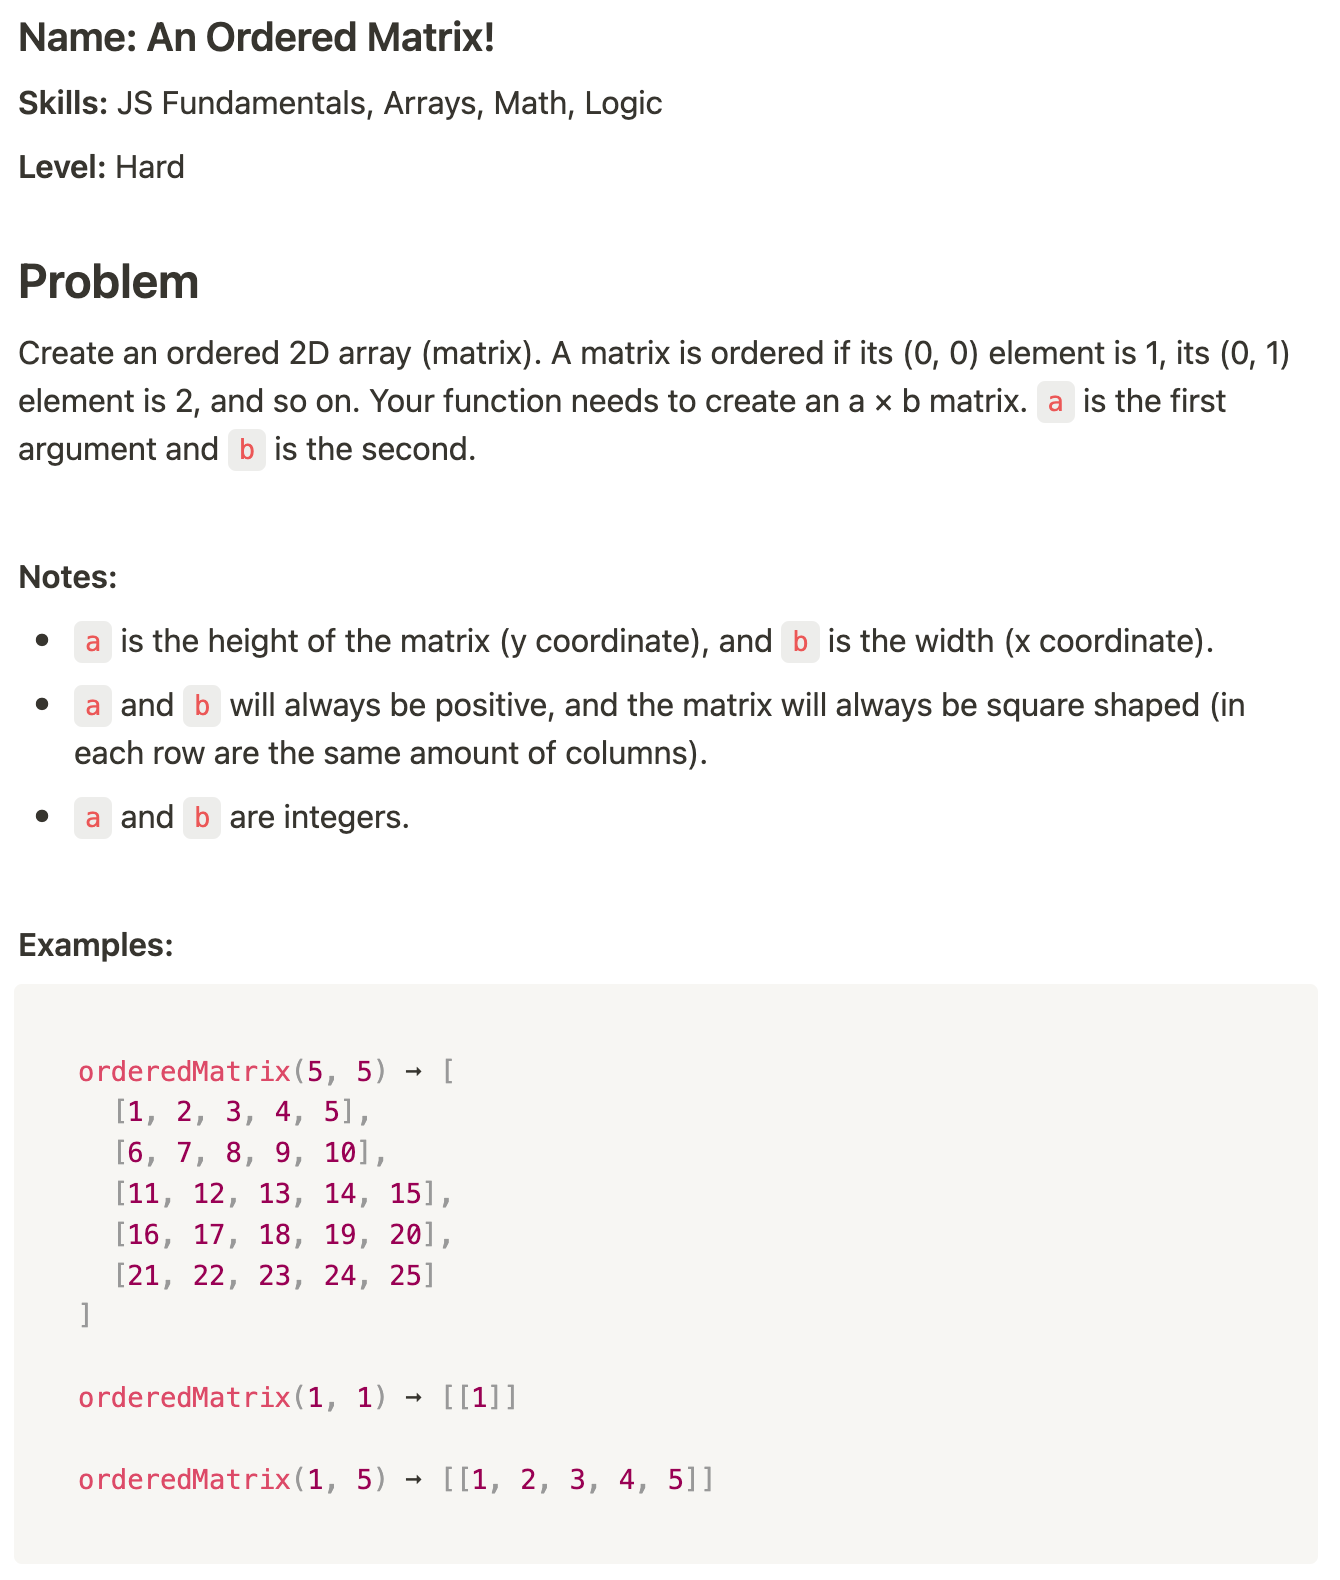 Name: An Ordered Matrix!
Skills: JS Fundamentals, Arrays, Math, Logic
Level: Hard
Problem
Create an ordered 2D array (matrix). A matrix is ordered if its (0, 0) element is 1, its (0, 1)
element is 2, and so on. Your function needs to create an a × b matrix. a is the first
argument and b is the second.
Notes:
• a is the height of the matrix (y coordinate), and b is the width (x coordinate).
• a and b will always be positive, and the matrix will always be square shaped (in
each row are the same amount of columns).
• a and b are integers.
Examples:
orderedMatrix(5, 5) → [
[1, 2, 3, 4, 5],
[6, 7, 8, 9, 10],
[11, 12, 13, 14, 15],
[16, 17, 18, 19, 20],
[21, 22, 23, 24, 25]
]
orderedMatrix(1, 1) → [[1]]
orderedMatrix(1, 5) → [[1, 2, 3, 4, 5]]